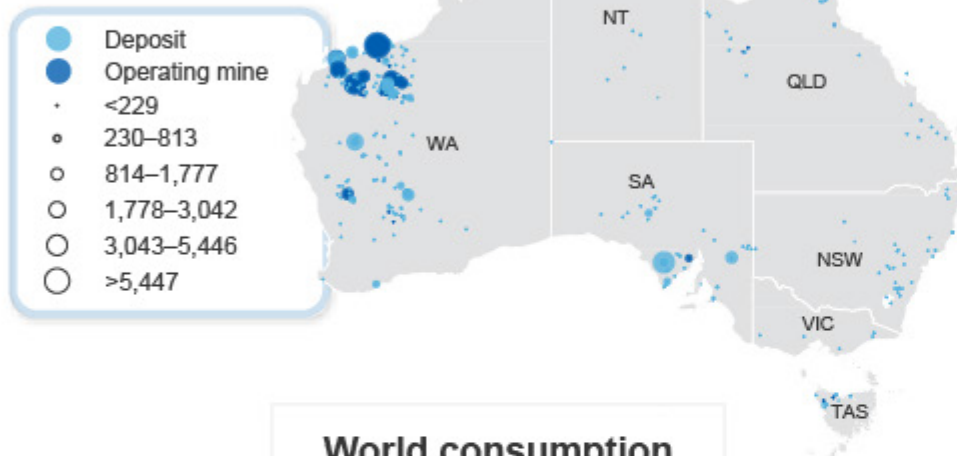 Deposit
Operating mine
<229
230–813
814–1,777
1,778–3,042
3,043–5,446
>5,447
NT
QLD
WA
SA
NSW
VIC
TAS
World consumption